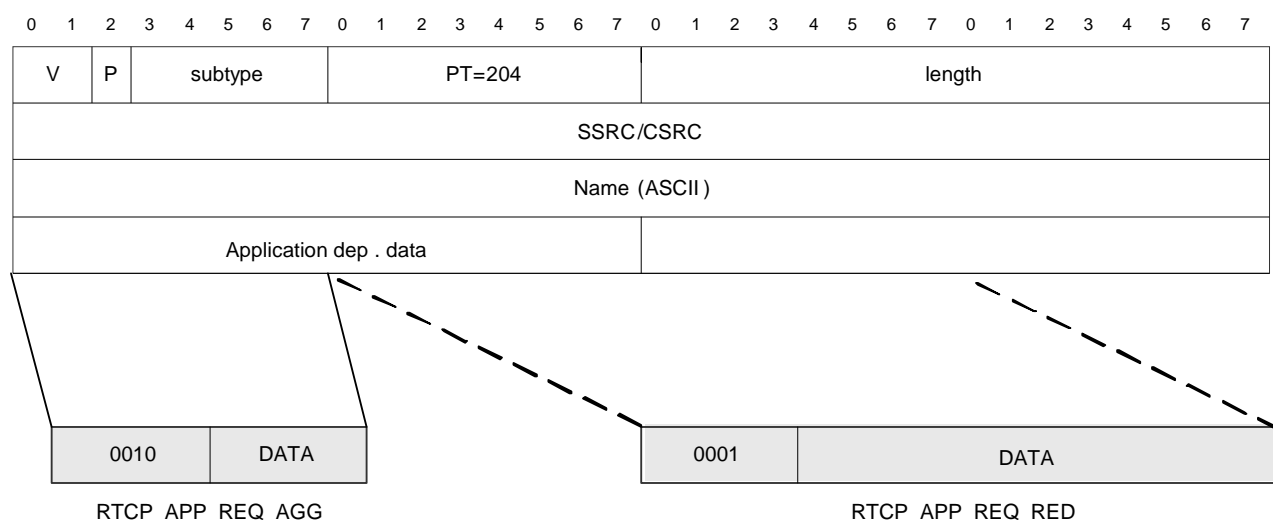 0 1 2 3 4 5 6 7 0 1 2 3 4 5 6 7 0 1 2 3 4 5 6 7 0 1 2 3 4 5 6 7
V P subtype PT=204 length
SSRC/CSRC
Name (ASCII)
Application dep . data
0010 DATA 0001 DATA
RTCP APP REQ AGG RTCP APP REQ RED